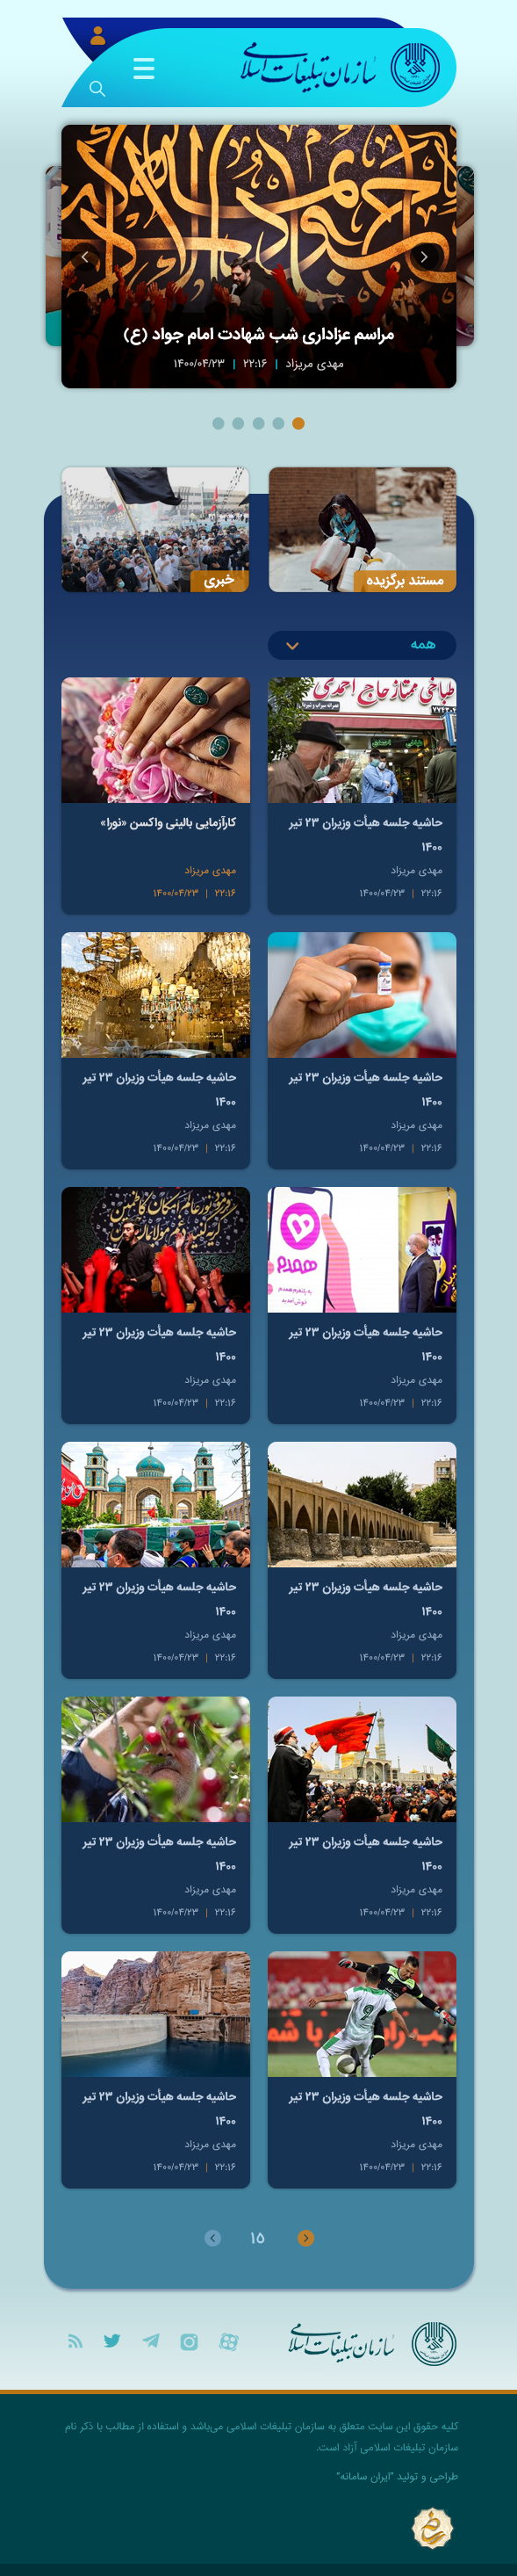 سازمان تبلیغات اسلامی
مراسم عزاداری شب شهادت امام جواد (ع)
مهدی مریزاد | ۲۲:۱۶ | ۱۴۰۰/۰۴/۲۳
مستند برگزیده
خبری
همه
طباخی ممتاز حاج احمدی
حاشیه جلسه هیأت وزیران ۲۳ تیر
۱۴۰۰
مهدی مریزاد
۲۲:۱۶ | ۱۴۰۰/۰۴/۲۳
کارآزمایی بالینی واکسن «نورا»
مهدی مریزاد
۲۲:۱۶ | ۱۴۰۰/۰۴/۲۳
حاشیه جلسه هیأت وزیران ۲۳ تیر
۱۴۰۰
مهدی مریزاد
۲۲:۱۶ | ۱۴۰۰/۰۴/۲۳
حاشیه جلسه هیأت وزیران ۲۳ تیر
۱۴۰۰
مهدی مریزاد
۲۲:۱۶ | ۱۴۰۰/۰۴/۲۳
همدم
حاشیه جلسه هیأت وزیران ۲۳ تیر
۱۴۰۰
مهدی مریزاد
۲۲:۱۶ | ۱۴۰۰/۰۴/۲۳
حاشیه جلسه هیأت وزیران ۲۳ تیر
۱۴۰۰
مهدی مریزاد
۲۲:۱۶ | ۱۴۰۰/۰۴/۲۳
حاشیه جلسه هیأت وزیران ۲۳ تیر
۱۴۰۰
مهدی مریزاد
۲۲:۱۶ | ۱۴۰۰/۰۴/۲۳
حاشیه جلسه هیأت وزیران ۲۳ تیر
۱۴۰۰
مهدی مریزاد
۲۲:۱۶ | ۱۴۰۰/۰۴/۲۳
حاشیه جلسه هیأت وزیران ۲۳ تیر
۱۴۰۰
مهدی مریزاد
۲۲:۱۶ | ۱۴۰۰/۰۴/۲۳
حاشیه جلسه هیأت وزیران ۲۳ تیر
۱۴۰۰
مهدی مریزاد
۲۲:۱۶ | ۱۴۰۰/۰۴/۲۳
حاشیه جلسه هیأت وزیران ۲۳ تیر
۱۴۰۰
مهدی مریزاد
۲۲:۱۶ | ۱۴۰۰/۰۴/۲۳
حاشیه جلسه هیأت وزیران ۲۳ تیر
۱۴۰۰
مهدی مریزاد
۲۲:۱۶ | ۱۴۰۰/۰۴/۲۳
۱۵
سازمان تبلیغات اسلامی
کلیه حقوق این سایت متعلق به سازمان تبلیغات اسلامی می‌باشد و استفاده از مطالب با ذکر نام
سازمان تبلیغات اسلامی آزاد است.
طراحی و تولید "ایران سامانه"